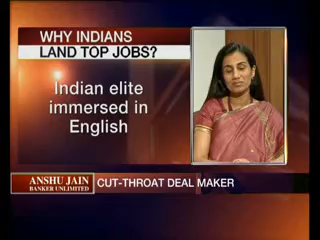 WHY INDIANS
LAND TOP JOBS?
Indian elite
immersed in
English
ANSHU JAIN
BANKER UNLIMITED
CUT-THROAT DEAL MAKER